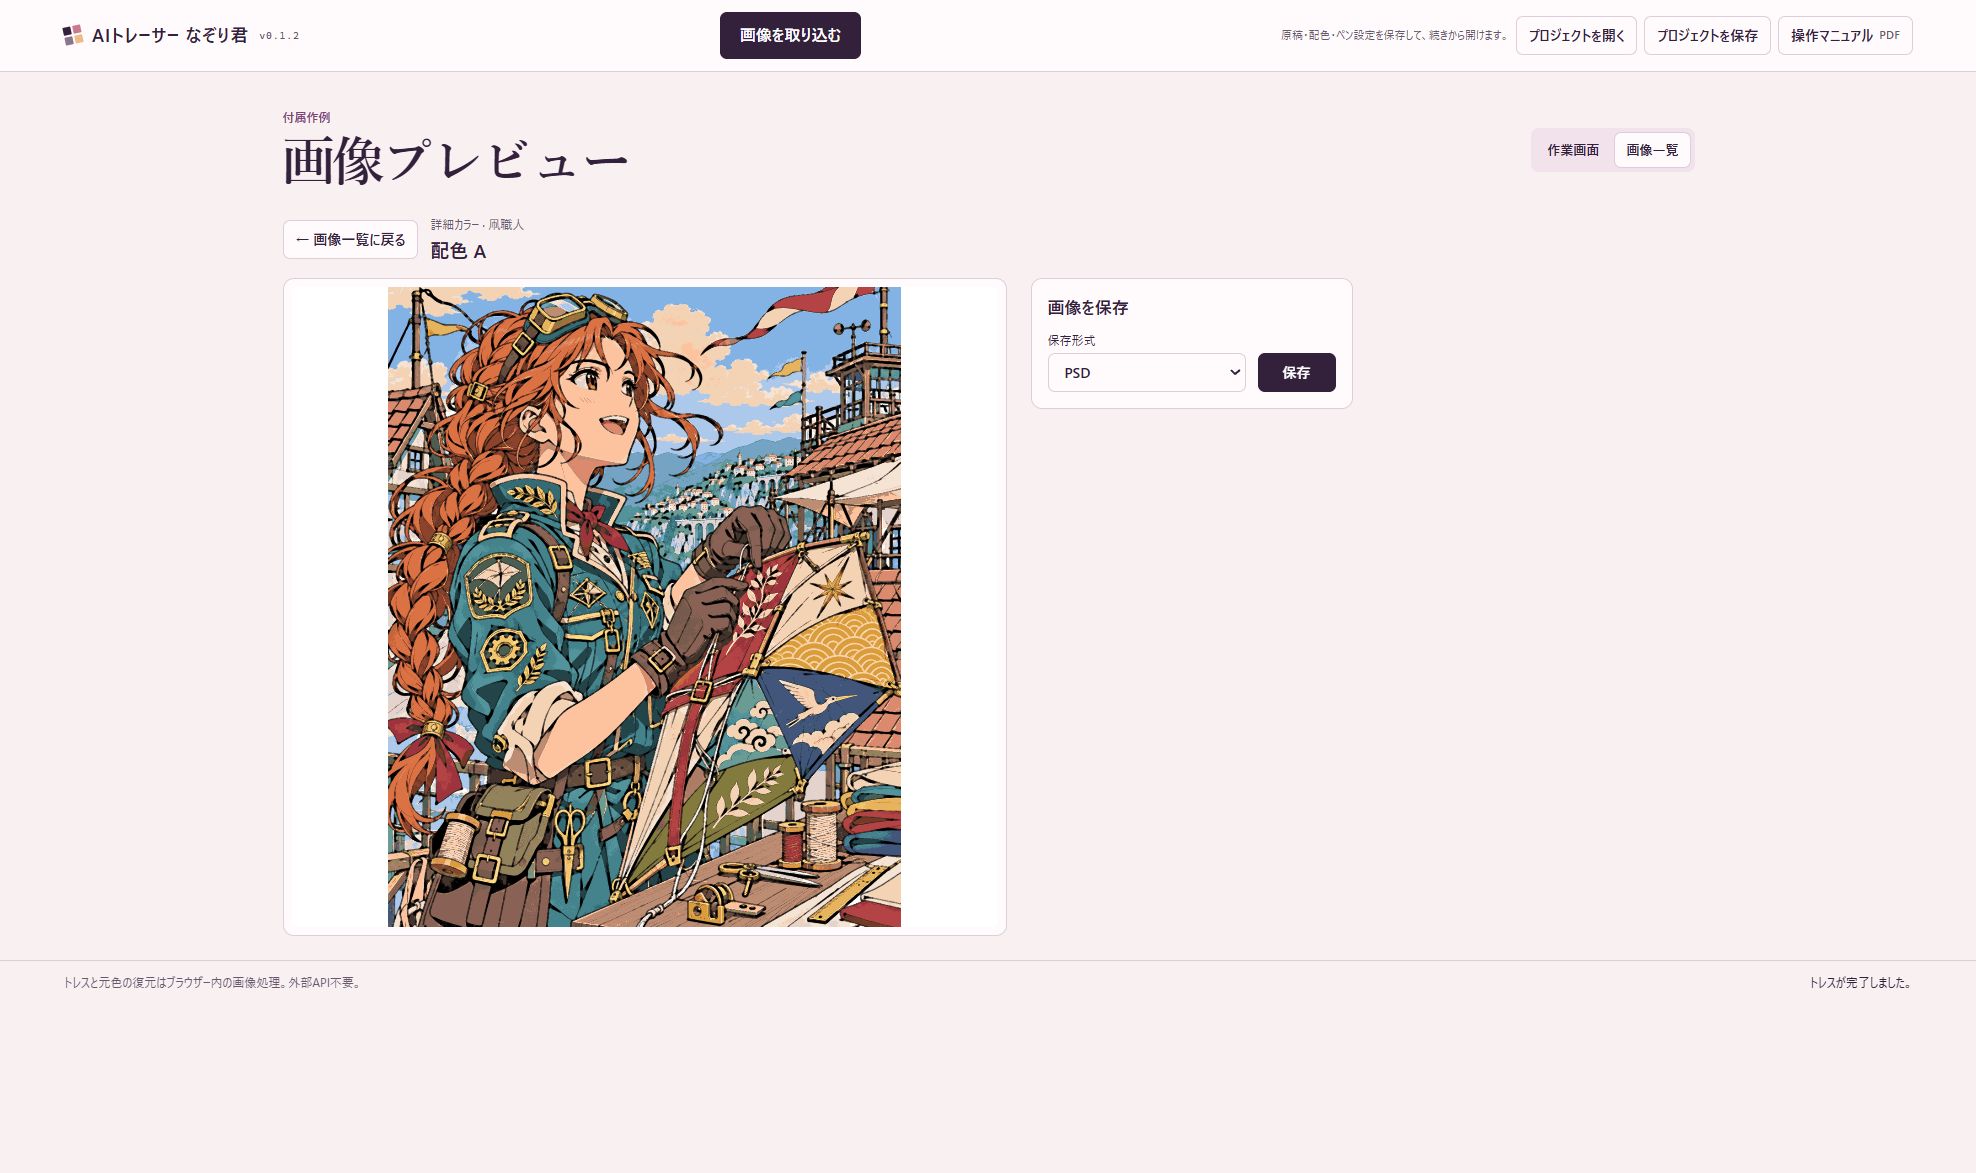 AIトレーサー なぞり君 v0.1.2
画像を取り込む
原稿・配色・ペン設定を保存して、続きから開けます。
プロジェクトを開く
プロジェクトを保存
操作マニュアル PDF
付属作例
画像プレビュー
作業画面
画像一覧
← 画像一覧に戻る
詳細カラー・凧職人
配色 A
画像を保存
保存形式
PSD
保存
トレスと元色の復元はブラウザー内の画像処理。外部API不要。
トレスが完了しました。